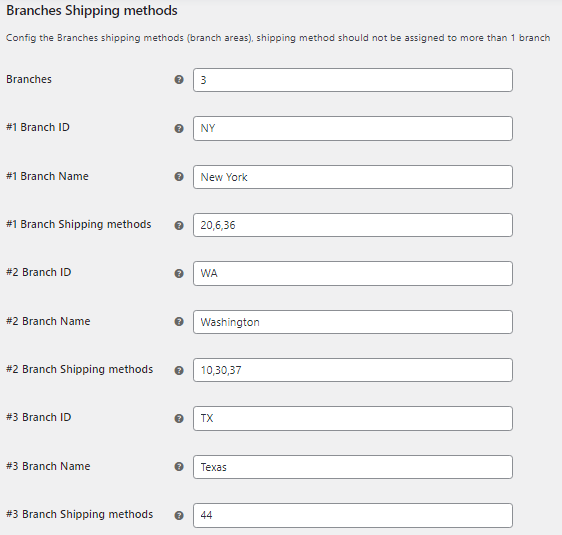 Branches Shipping methods
Config the Branches shipping methods (branch areas), shipping method should not be assigned to more than 1 branch
Branches ? 3
#1 Branch ID ? NY
#1 Branch Name ? New York
#1 Branch Shipping methods ? 20,6,36
#2 Branch ID ? WA
#2 Branch Name ? Washington
#2 Branch Shipping methods ? 10,30,37
#3 Branch ID ? TX
#3 Branch Name ? Texas
#3 Branch Shipping methods ? 44